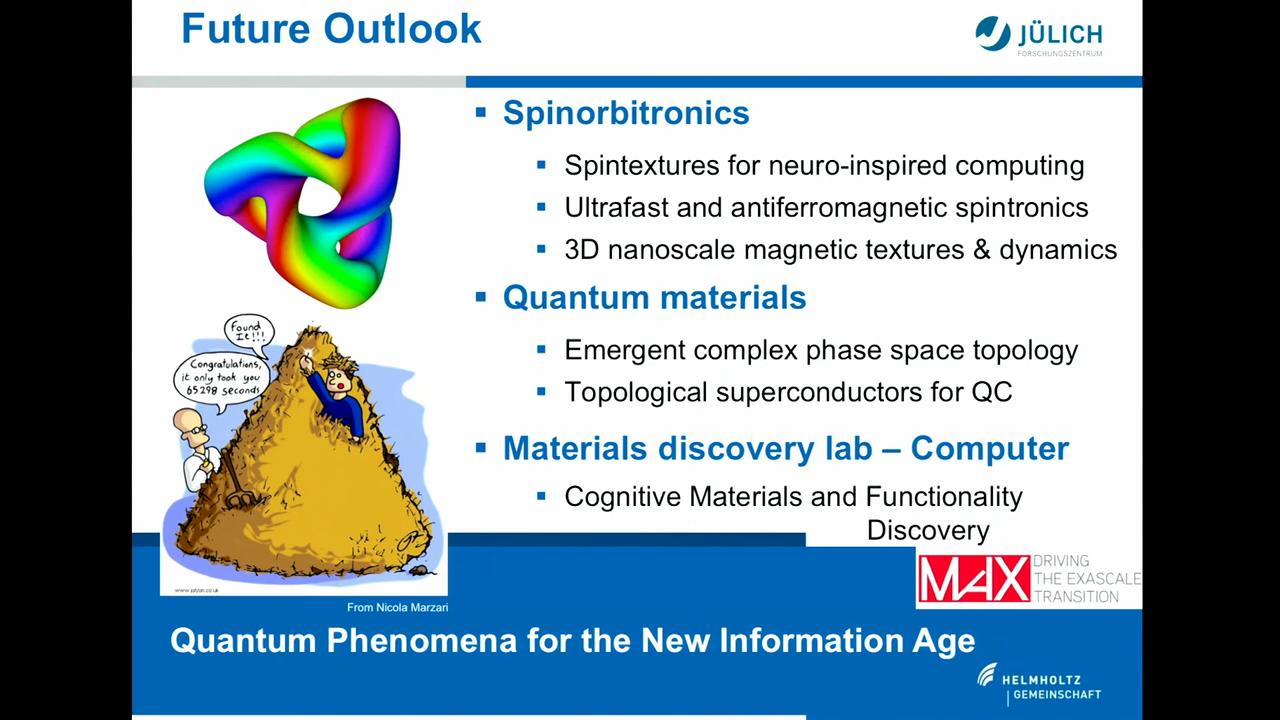 Future Outlook
JÜLICH
FORSCHUNGSZENTRUM
Spinorbitronics
Spintextures for neuro-inspired computing
Ultrafast and antiferromagnetic spintronics
3D nanoscale magnetic textures & dynamics
Quantum materials
Emergent complex phase space topology
Topological superconductors for QC
Materials discovery lab – Computer
Cognitive Materials and Functionality
Discovery
Found
It!!!
Congratulations,
it only took you
65298 seconds
From Nicola Marzari
MAX
DRIVING
THE EXASCALE
TRANSITION
Quantum Phenomena for the New Information Age
HELMHOLTZ
GEMEINSCHAFT